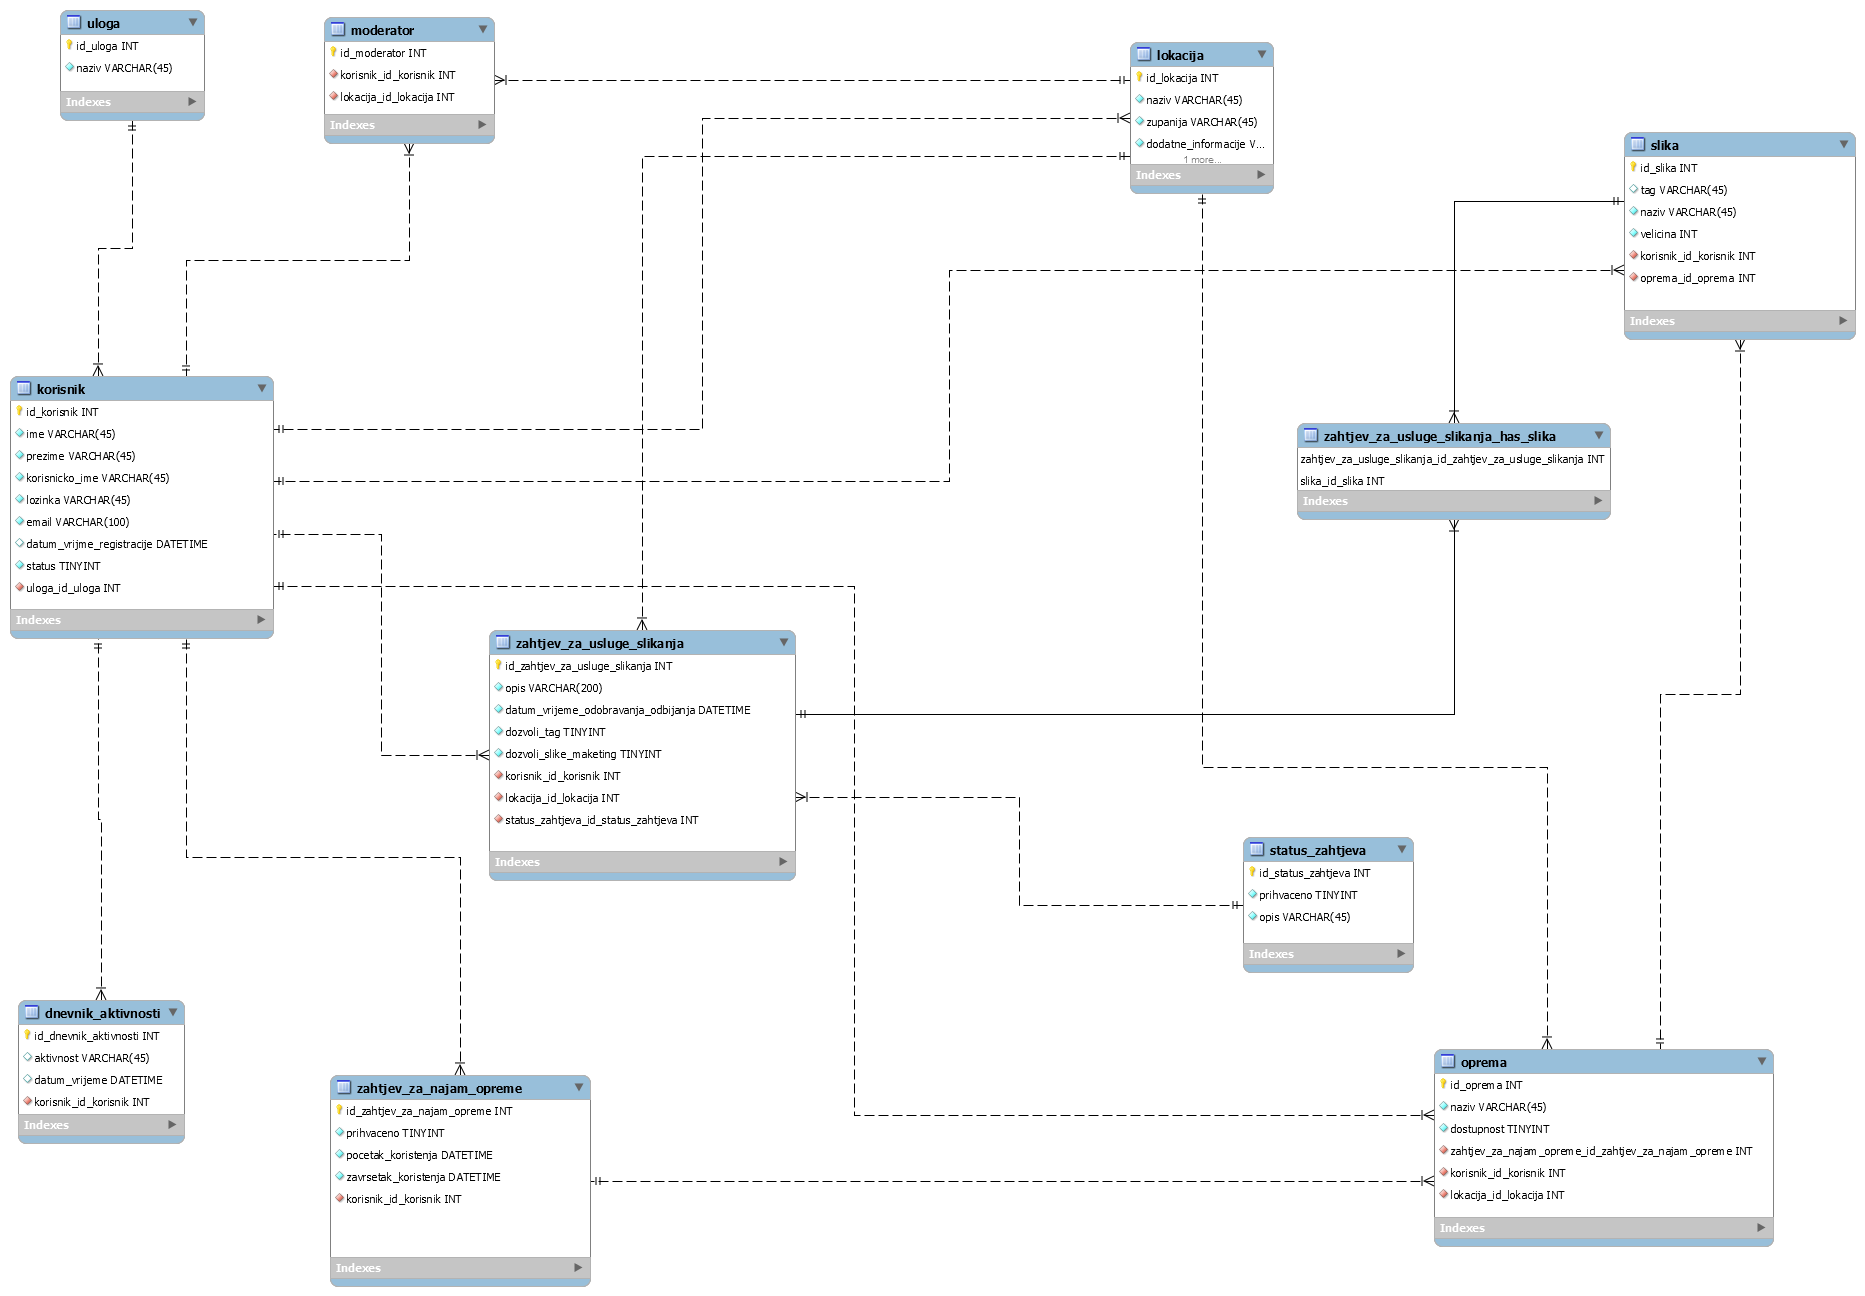 uloga
id_uloga INT
naziv VARCHAR(45)
Indexes
moderator
id_moderator INT
korisnik_id_korisnik INT
lokacija_id_lokacija INT
Indexes
lokacija
id_lokacija INT
naziv VARCHAR(45)
zupanija VARCHAR(45)
dodatne_informacije V...
1 more...
Indexes
slika
id_slika INT
tag VARCHAR(45)
naziv VARCHAR(45)
velicina INT
korisnik_id_korisnik INT
oprema_id_oprema INT
Indexes
korisnik
id_korisnik INT
ime VARCHAR(45)
prezime VARCHAR(45)
korisnicko_ime VARCHAR(45)
lozinka VARCHAR(45)
email VARCHAR(100)
datum_vrijme_registracije DATETIME
status TINYINT
uloga_id_uloga INT
Indexes
zahtjev_za_usluge_slikanja_has_slika
zahtjev_za_usluge_slikanja_id_zahtjev_za_usluge_slikanja INT
slika_id_slika INT
Indexes
zahtjev_za_usluge_slikanja
id_zahtjev_za_usluge_slikanja INT
opis VARCHAR(200)
datum_vrijeme_odobravanja_odbijanja DATETIME
dozvoli_tag TINYINT
dozvoli_slike_maketing TINYINT
korisnik_id_korisnik INT
lokacija_id_lokacija INT
status_zahtjeva_id_status_zahtjeva INT
Indexes
status_zahtjeva
id_status_zahtjeva INT
prihvaceno TINYINT
opis VARCHAR(45)
Indexes
dnevnik_aktivnosti
id_dnevnik_aktivnosti INT
aktivnost VARCHAR(45)
datum_vrijeme DATETIME
korisnik_id_korisnik INT
Indexes
zahtjev_za_najam_opreme
id_zahtjev_za_najam_opreme INT
prihvaceno TINYINT
pocetak_koristenja DATETIME
zavrsetak_koristenja DATETIME
korisnik_id_korisnik INT
Indexes
oprema
id_oprema INT
naziv VARCHAR(45)
dostupnost TINYINT
zahtjev_za_najam_opreme_id_zahtjev_za_najam_opreme INT
korisnik_id_korisnik INT
lokacija_id_lokacija INT
Indexes